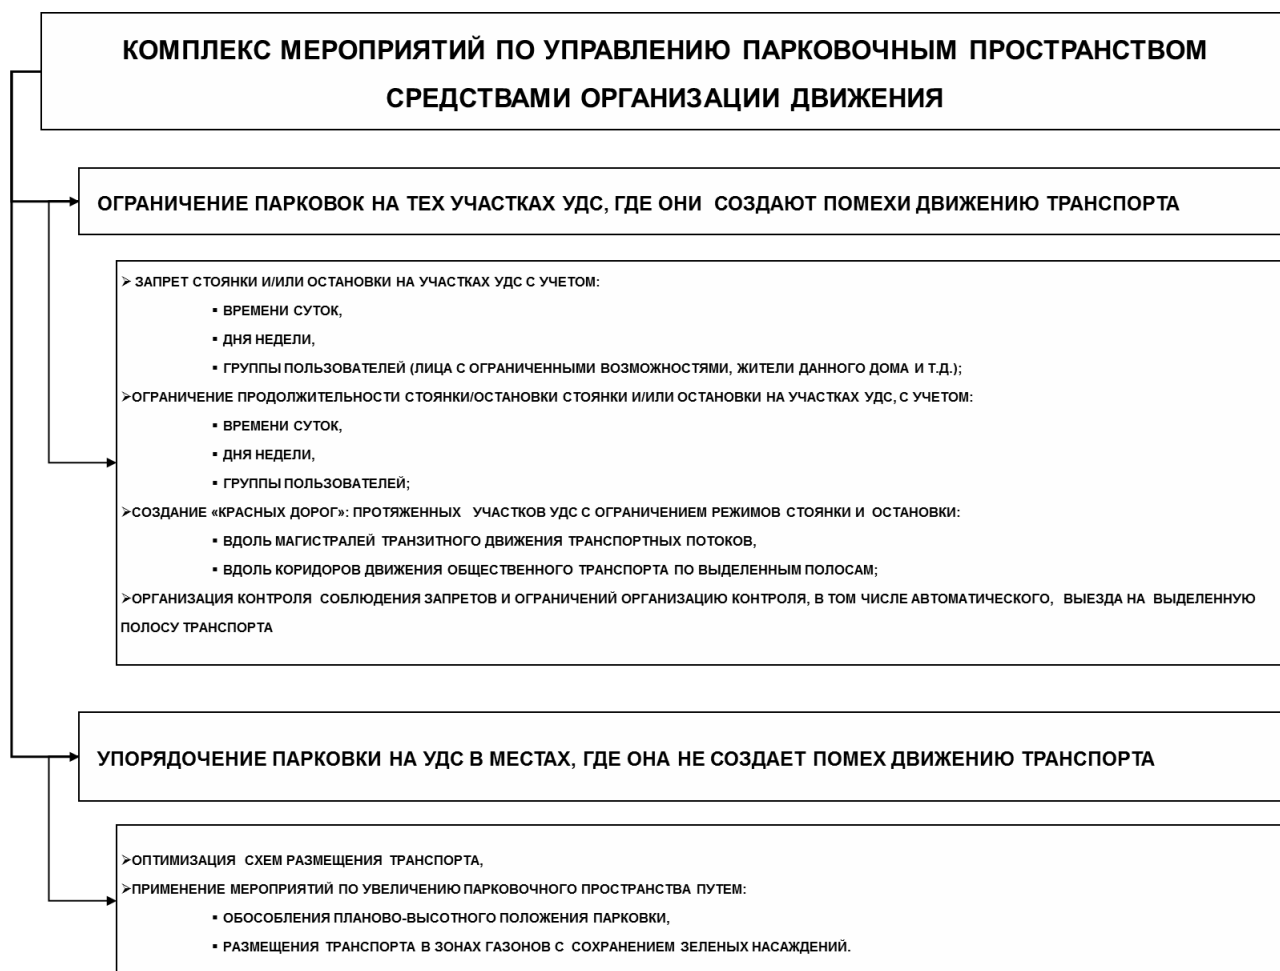 КОМПЛЕКС МЕРОПРИЯТИЙ ПО УПРАВЛЕНИЮ ПАРКОВОЧНЫМ ПРОСТРАНСТВОМ
СРЕДСТВАМИ ОРГАНИЗАЦИИ ДВИЖЕНИЯ
ОГРАНИЧЕНИЕ ПАРКОВОК НА ТЕХ УЧАСТКАХ УДС, ГДЕ ОНИ СОЗДАЮТ ПОМЕХИ ДВИЖЕНИЮ ТРАНСПОРТА
➢ ЗАПРЕТ СТОЯНКИ И/ИЛИ ОСТАНОВКИ НА УЧАСТКАХ УДС С УЧЕТОМ:
▪ ВРЕМЕНИ СУТОК,
▪ ДНЯ НЕДЕЛИ,
▪ ГРУППЫ ПОЛЬЗОВАТЕЛЕЙ (ЛИЦА С ОГРАНИЧЕННЫМИ ВОЗМОЖНОСТЯМИ, ЖИТЕЛИ ДАННОГО ДОМА И Т.Д.);
➢ОГРАНИЧЕНИЕ ПРОДОЛЖИТЕЛЬНОСТИ СТОЯНКИ/ОСТАНОВКИ СТОЯНКИ И/ИЛИ ОСТАНОВКИ НА УЧАСТКАХ УДС, С УЧЕТОМ:
▪ ВРЕМЕНИ СУТОК,
▪ ДНЯ НЕДЕЛИ,
▪ ГРУППЫ ПОЛЬЗОВАТЕЛЕЙ;
➢СОЗДАНИЕ «КРАСНЫХ ДОРОГ»: ПРОТЯЖЕННЫХ УЧАСТКОВ УДС С ОГРАНИЧЕНИЕМ РЕЖИМОВ СТОЯНКИ И ОСТАНОВКИ:
▪ ВДОЛЬ МАГИСТРАЛЕЙ ТРАНЗИТНОГО ДВИЖЕНИЯ ТРАНСПОРТНЫХ ПОТОКОВ,
▪ ВДОЛЬ КОРИДОРОВ ДВИЖЕНИЯ ОБЩЕСТВЕННОГО ТРАНСПОРТА ПО ВЫДЕЛЕННЫМ ПОЛОСАМ;
➢ОРГАНИЗАЦИЯ КОНТРОЛЯ СОБЛЮДЕНИЯ ЗАПРЕТОВ И ОГРАНИЧЕНИЙ ОРГАНИЗАЦИЮ КОНТРОЛЯ, В ТОМ ЧИСЛЕ АВТОМАТИЧЕСКОГО, ВЫЕЗДА НА ВЫДЕЛЕННУЮ
ПОЛОСУ ТРАНСПОРТА
УПОРЯДОЧЕНИЕ ПАРКОВКИ НА УДС В МЕСТАХ, ГДЕ ОНА НЕ СОЗДАЕТ ПОМЕХ ДВИЖЕНИЮ ТРАНСПОРТА
➢ОПТИМИЗАЦИЯ СХЕМ РАЗМЕЩЕНИЯ ТРАНСПОРТА,
➢ПРИМЕНЕНИЕ МЕРОПРИЯТИЙ ПО УВЕЛИЧЕНИЮ ПАРКОВОЧНОГО ПРОСТРАНСТВА ПУТЕМ:
▪ ОБОСОБЛЕНИЯ ПЛАНОВО-ВЫСОТНОГО ПОЛОЖЕНИЯ ПАРКОВКИ,
▪ РАЗМЕЩЕНИЯ ТРАНСПОРТА В ЗОНАХ ГАЗОНОВ С СОХРАНЕНИЕМ ЗЕЛЕНЫХ НАСАЖДЕНИЙ.